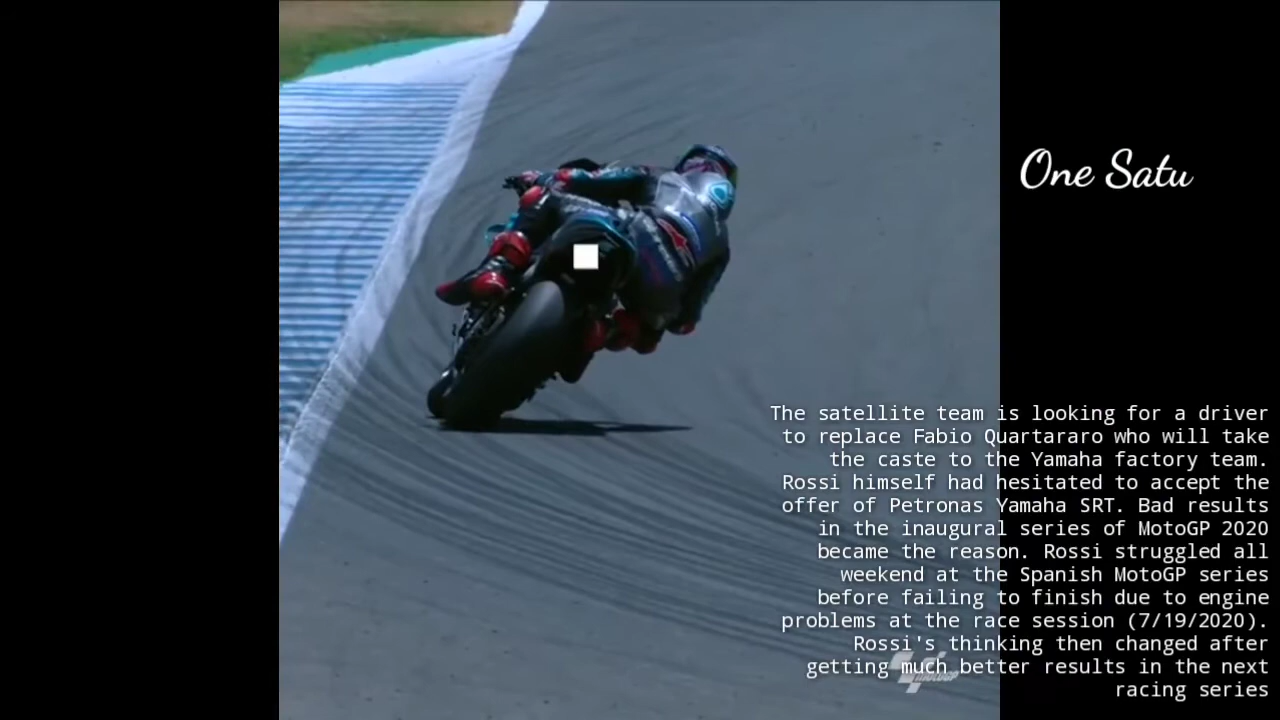 One Satu
The satellite team is looking for a driver
to replace Fabio Quartararo who will take
the caste to the Yamaha factory team.
Rossi himself had hesitated to accept the
offer of Petronas Yamaha SRT. Bad results
in the inaugural series of MotoGP 2020
became the reason. Rossi struggled all
weekend at the Spanish MotoGP series
before failing to finish due to engine
problems at the race session (7/19/2020).
Rossi's thinking then changed after
getting much better results in the next
racing series
motoGP